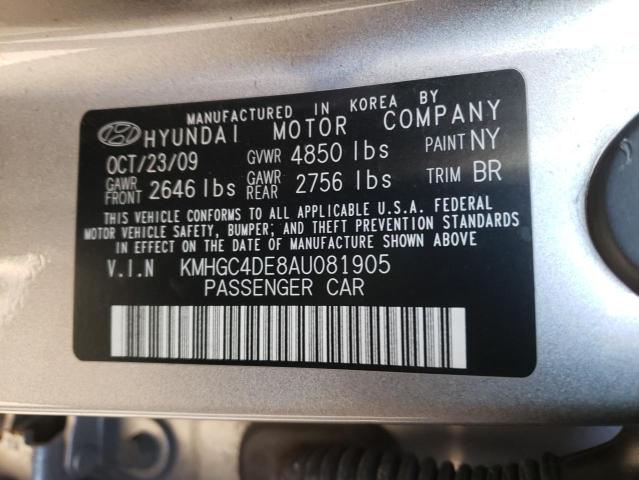 MANUFACTURED IN KOREA BY
HYUNDAI MOTOR COMPANY
OCT/23/09 GVWR 4850 lbs PAINT NY
GAWR FRONT 2646 lbs GAWR REAR 2756 lbs TRIM BR
THIS VEHICLE CONFORMS TO ALL APPLICABLE U.S.A. FEDERAL
MOTOR VEHICLE SAFETY, BUMPER, AND THEFT PREVENTION STANDARDS
IN EFFECT ON THE DATE OF MANUFACTURE SHOWN ABOVE
V.I.N KMHGC4DE8AU081905
PASSENGER CAR